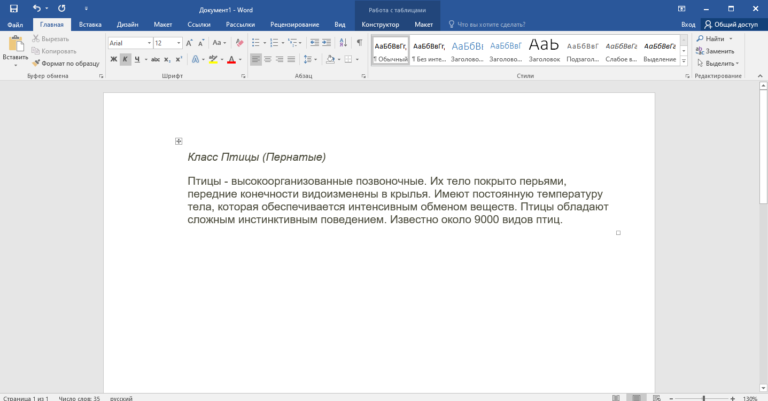 Документ1 - Word
Работа с таблицами
Файл Главная Вставка Дизайн Макет Ссылки Рассылки Рецензирование Вид Конструктор Макет Что вы хотите сделать? Вход Общий доступ
Вставить
Вырезать
Копировать
Формат по образцу
Буфер обмена
Arial 12
Шрифт
Абзац
АаБбВвГг, АаБбВвГг, АаБбВı АаБбВвГ АаБ АаБбВвГ АаБбВвГг АаБбВвГг
¶ Обычный ¶ Без инте... Заголово... Заголово... Заголовок Подзагол... Слабое в... Выделение
Стили
Найти
Заменить
Выделить
Редактирование
Класс Птицы (Пернатые)
Птицы - высокоорганизованные позвоночные. Их тело покрыто перьями,
передние конечности видоизменены в крылья. Имеют постоянную температуру
тела, которая обеспечивается интенсивным обменом веществ. Птицы обладают
сложным инстинктивным поведением. Известно около 9000 видов птиц.
Страница 1 из 1 Число слов: 35 русский 130%